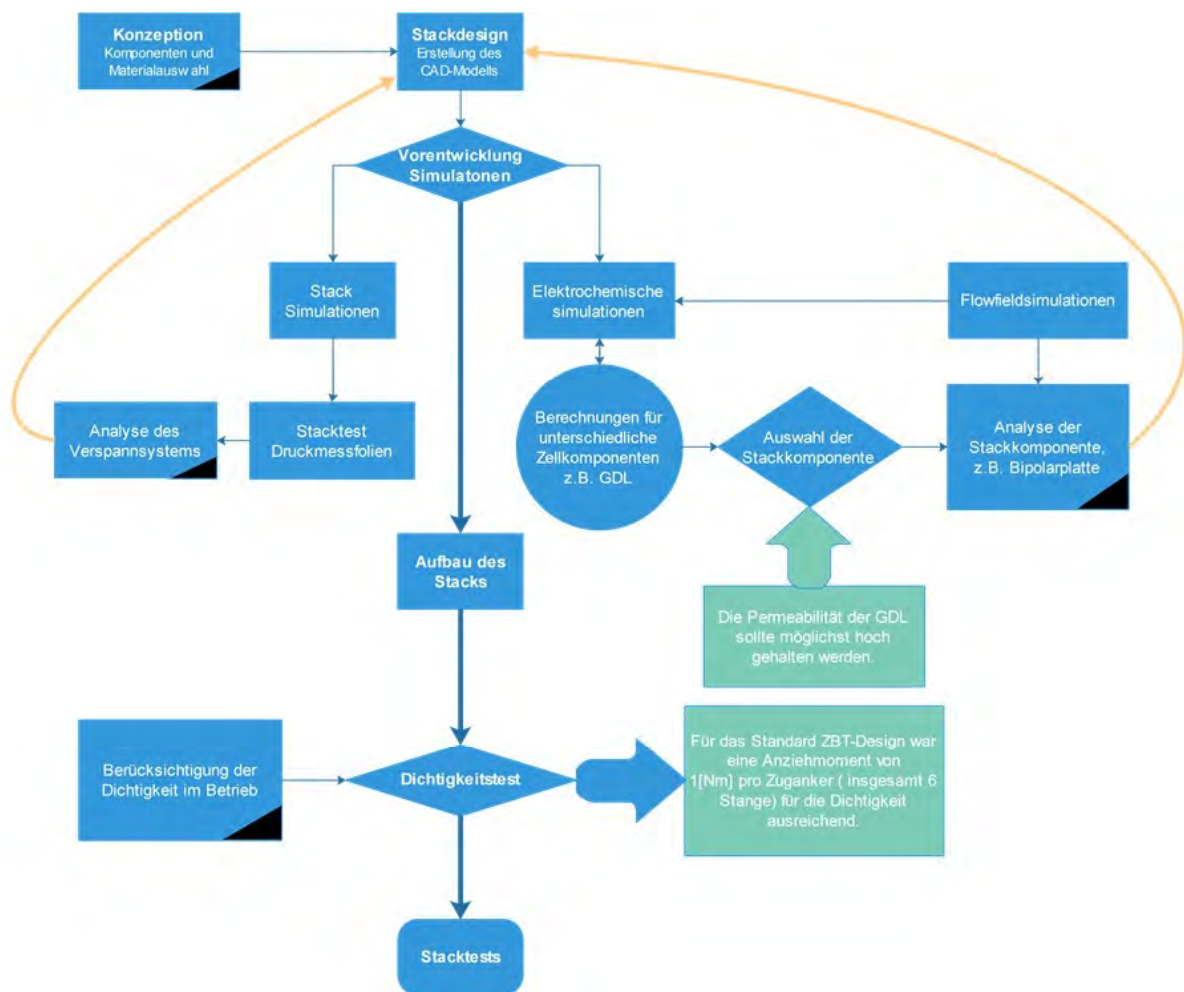 Konzeption
Komponenten und
Materialauswahl
Stackdesign
Erstellung des
CAD-Modells
Vorentwicklung
Simulatonen
Stack
Simulationen
Elektrochemische
simulationen
Flowfieldsimulationen
Analyse des
Verspannsystems
Stacktest
Druckmessfolien
Berechnungen für
unterschiedliche
Zellkomponenten
z.B. GDL
Auswahl der
Stackkomponente
Analyse der
Stackkomponente,
z.B. Bipolarplatte
Aufbau des
Stacks
Die Permeabilität der GDL
sollte möglichst hoch
gehalten werden.
Berücksichtigung der
Dichtigkeit im Betrieb
Dichtigkeitstest
Für das Standard ZBT-Design war
eine Anziehmoment von
1[Nm] pro Zuganker ( insgesamt 6
Stange) für die Dichtigkeit
ausreichend.
Stacktests